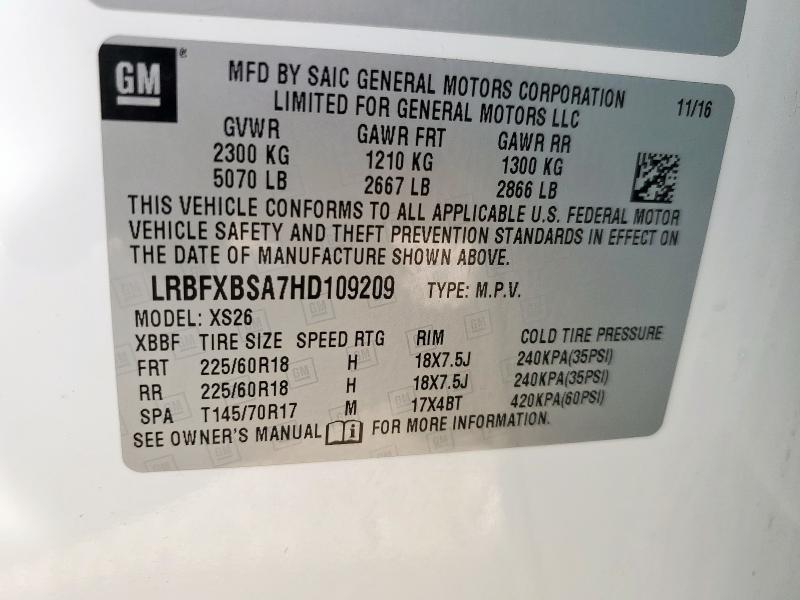 GM
MFD BY SAIC GENERAL MOTORS CORPORATION
LIMITED FOR GENERAL MOTORS LLC
11/16
GVWR GAWR FRT GAWR RR
2300 KG 1210 KG 1300 KG
5070 LB 2667 LB 2866 LB
THIS VEHICLE CONFORMS TO ALL APPLICABLE U.S. FEDERAL MOTOR
VEHICLE SAFETY AND THEFT PREVENTION STANDARDS IN EFFECT ON
THE DATE OF MANUFACTURE SHOWN ABOVE.
LRBFXBSA7HD109209 TYPE: M.P.V.
MODEL: XS26
XBBF TIRE SIZE SPEED RTG RIM COLD TIRE PRESSURE
FRT 225/60R18 H 18X7.5J 240KPA(35PSI)
RR 225/60R18 H 18X7.5J 240KPA(35PSI)
SPA T145/70R17 M 17X4BT 420KPA(60PSI)
SEE OWNER'S MANUAL FOR MORE INFORMATION.